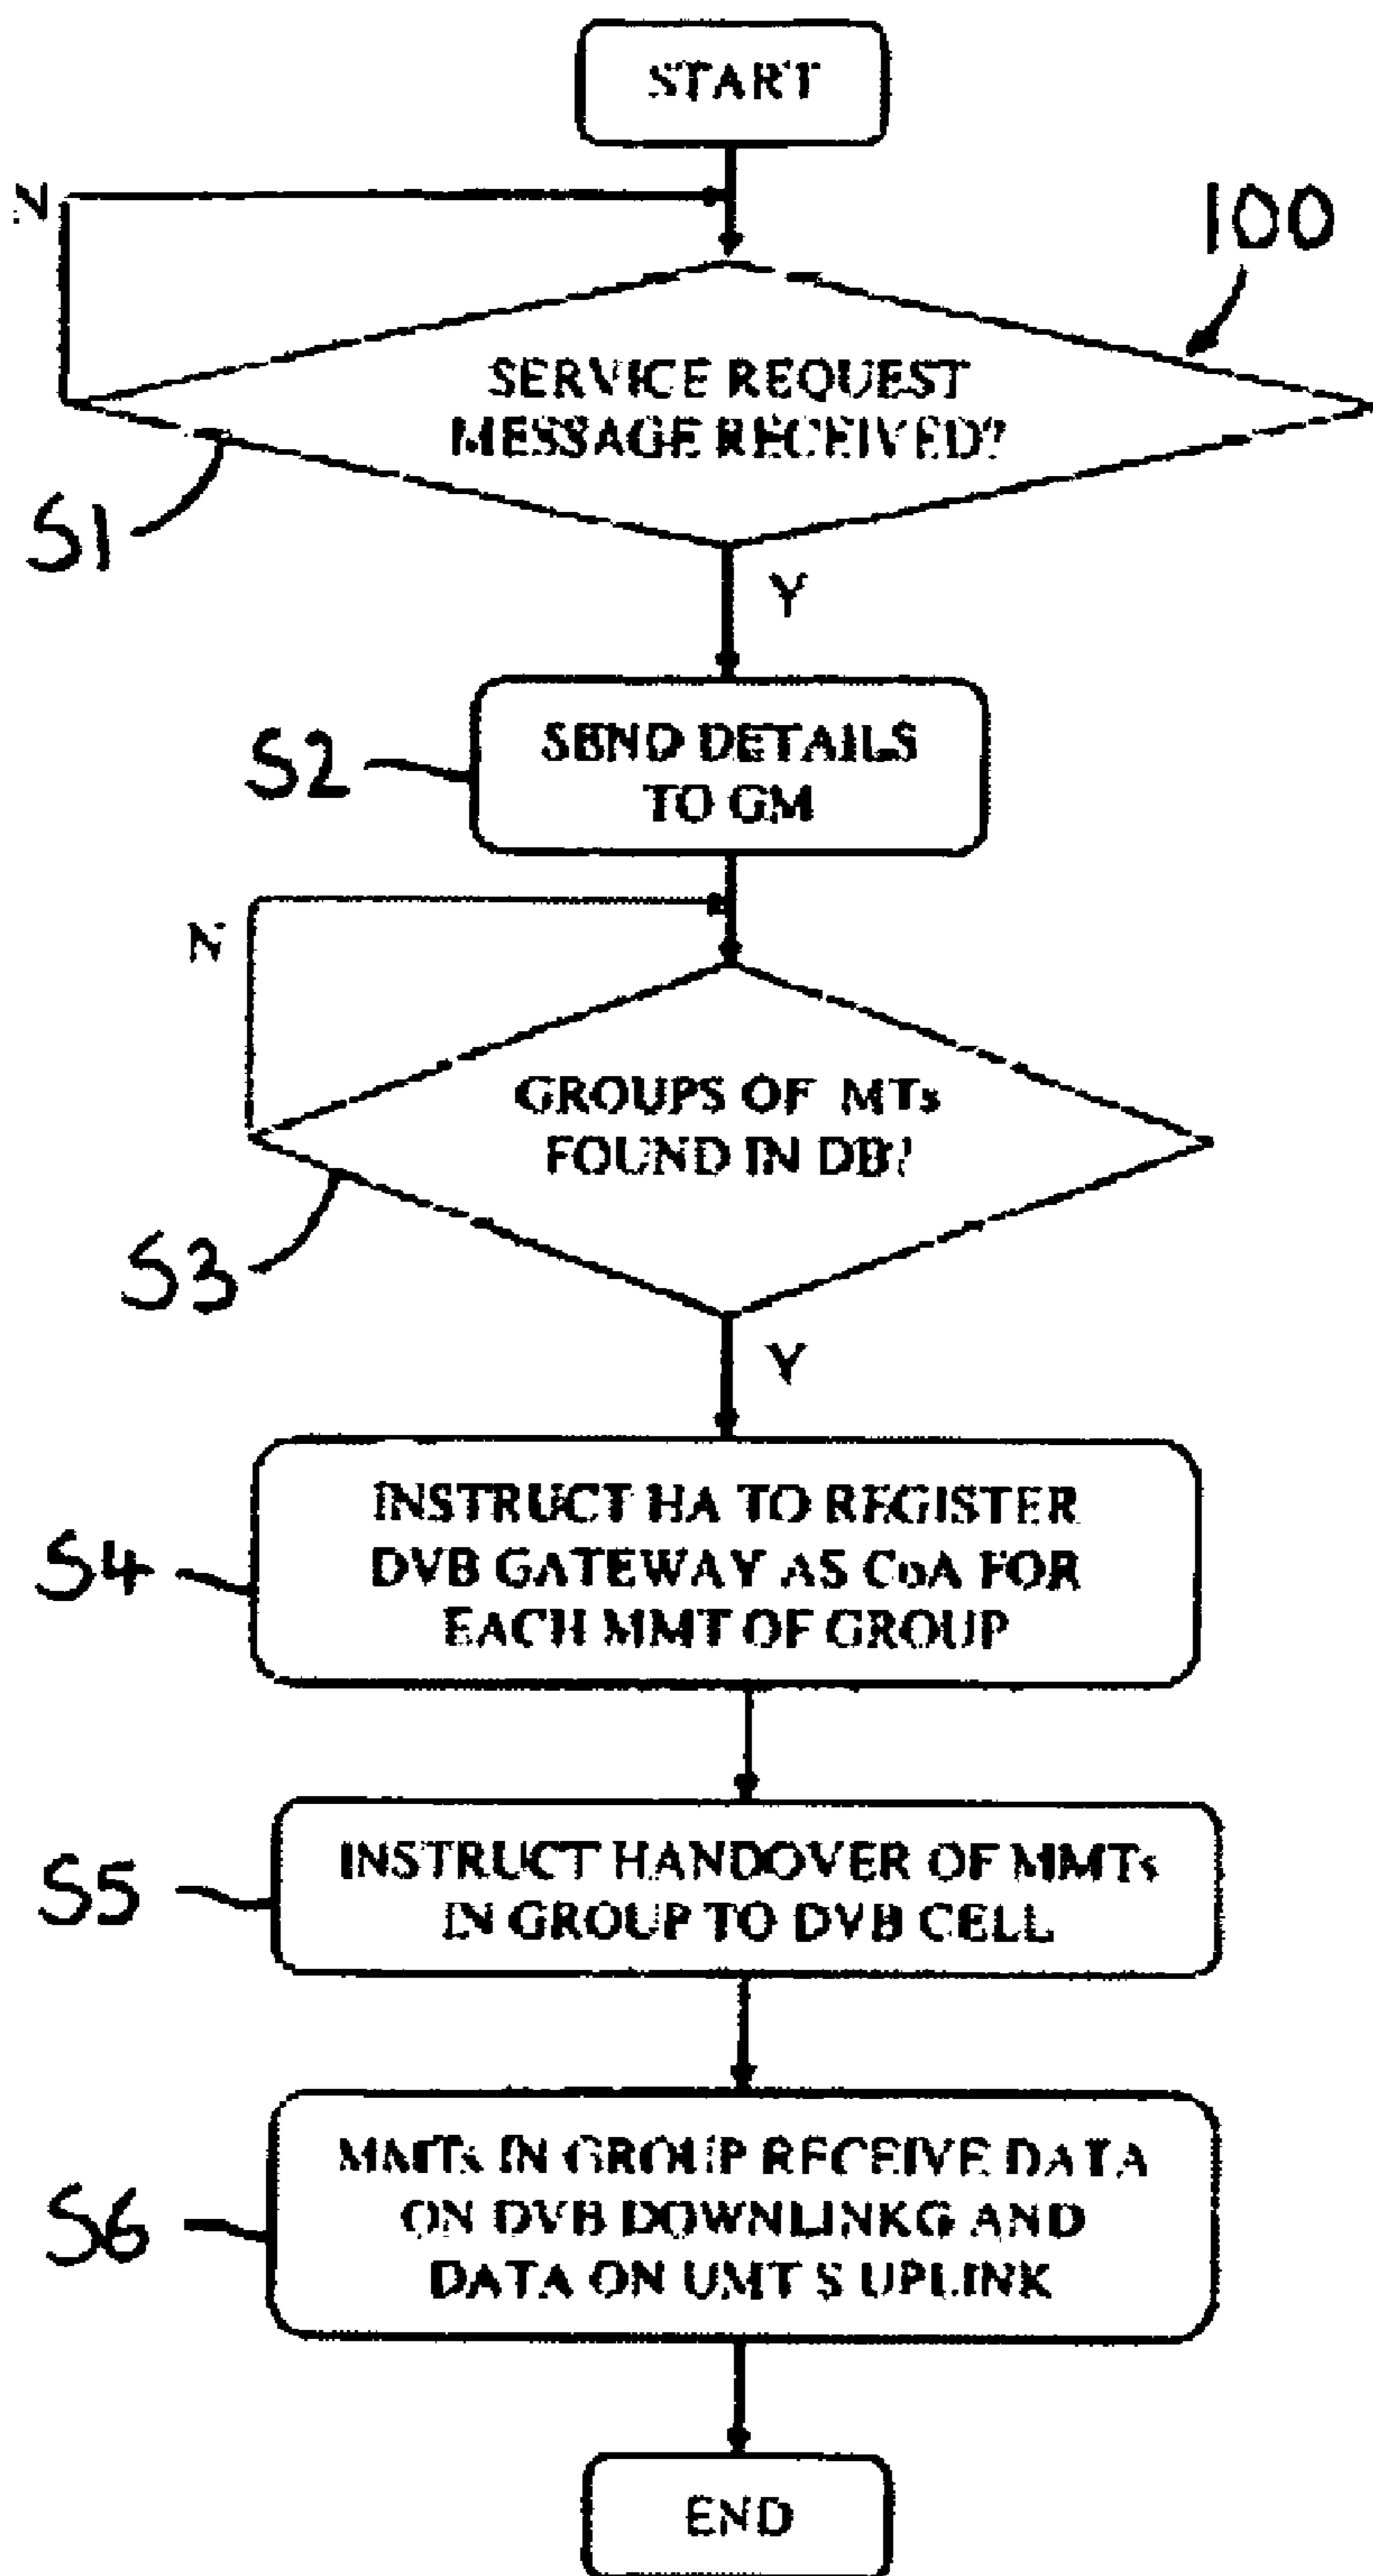 START
N
100
SERVICE REQUEST
MESSAGE RECEIVED?
S1
Y
S2
SEND DETAILS
TO GM
N
GROUPS OF MTs
FOUND IN DB?
S3
Y
S4
INSTRUCT HA TO REGISTER
DVB GATEWAY AS CoA FOR
EACH MMT OF GROUP
S5
INSTRUCT HANDOVER OF MMTs
IN GROUP TO DVB CELL
S6
MMTs IN GROUP RECEIVE DATA
ON DVB DOWNLINKG AND
DATA ON UMT S UPLINK
END